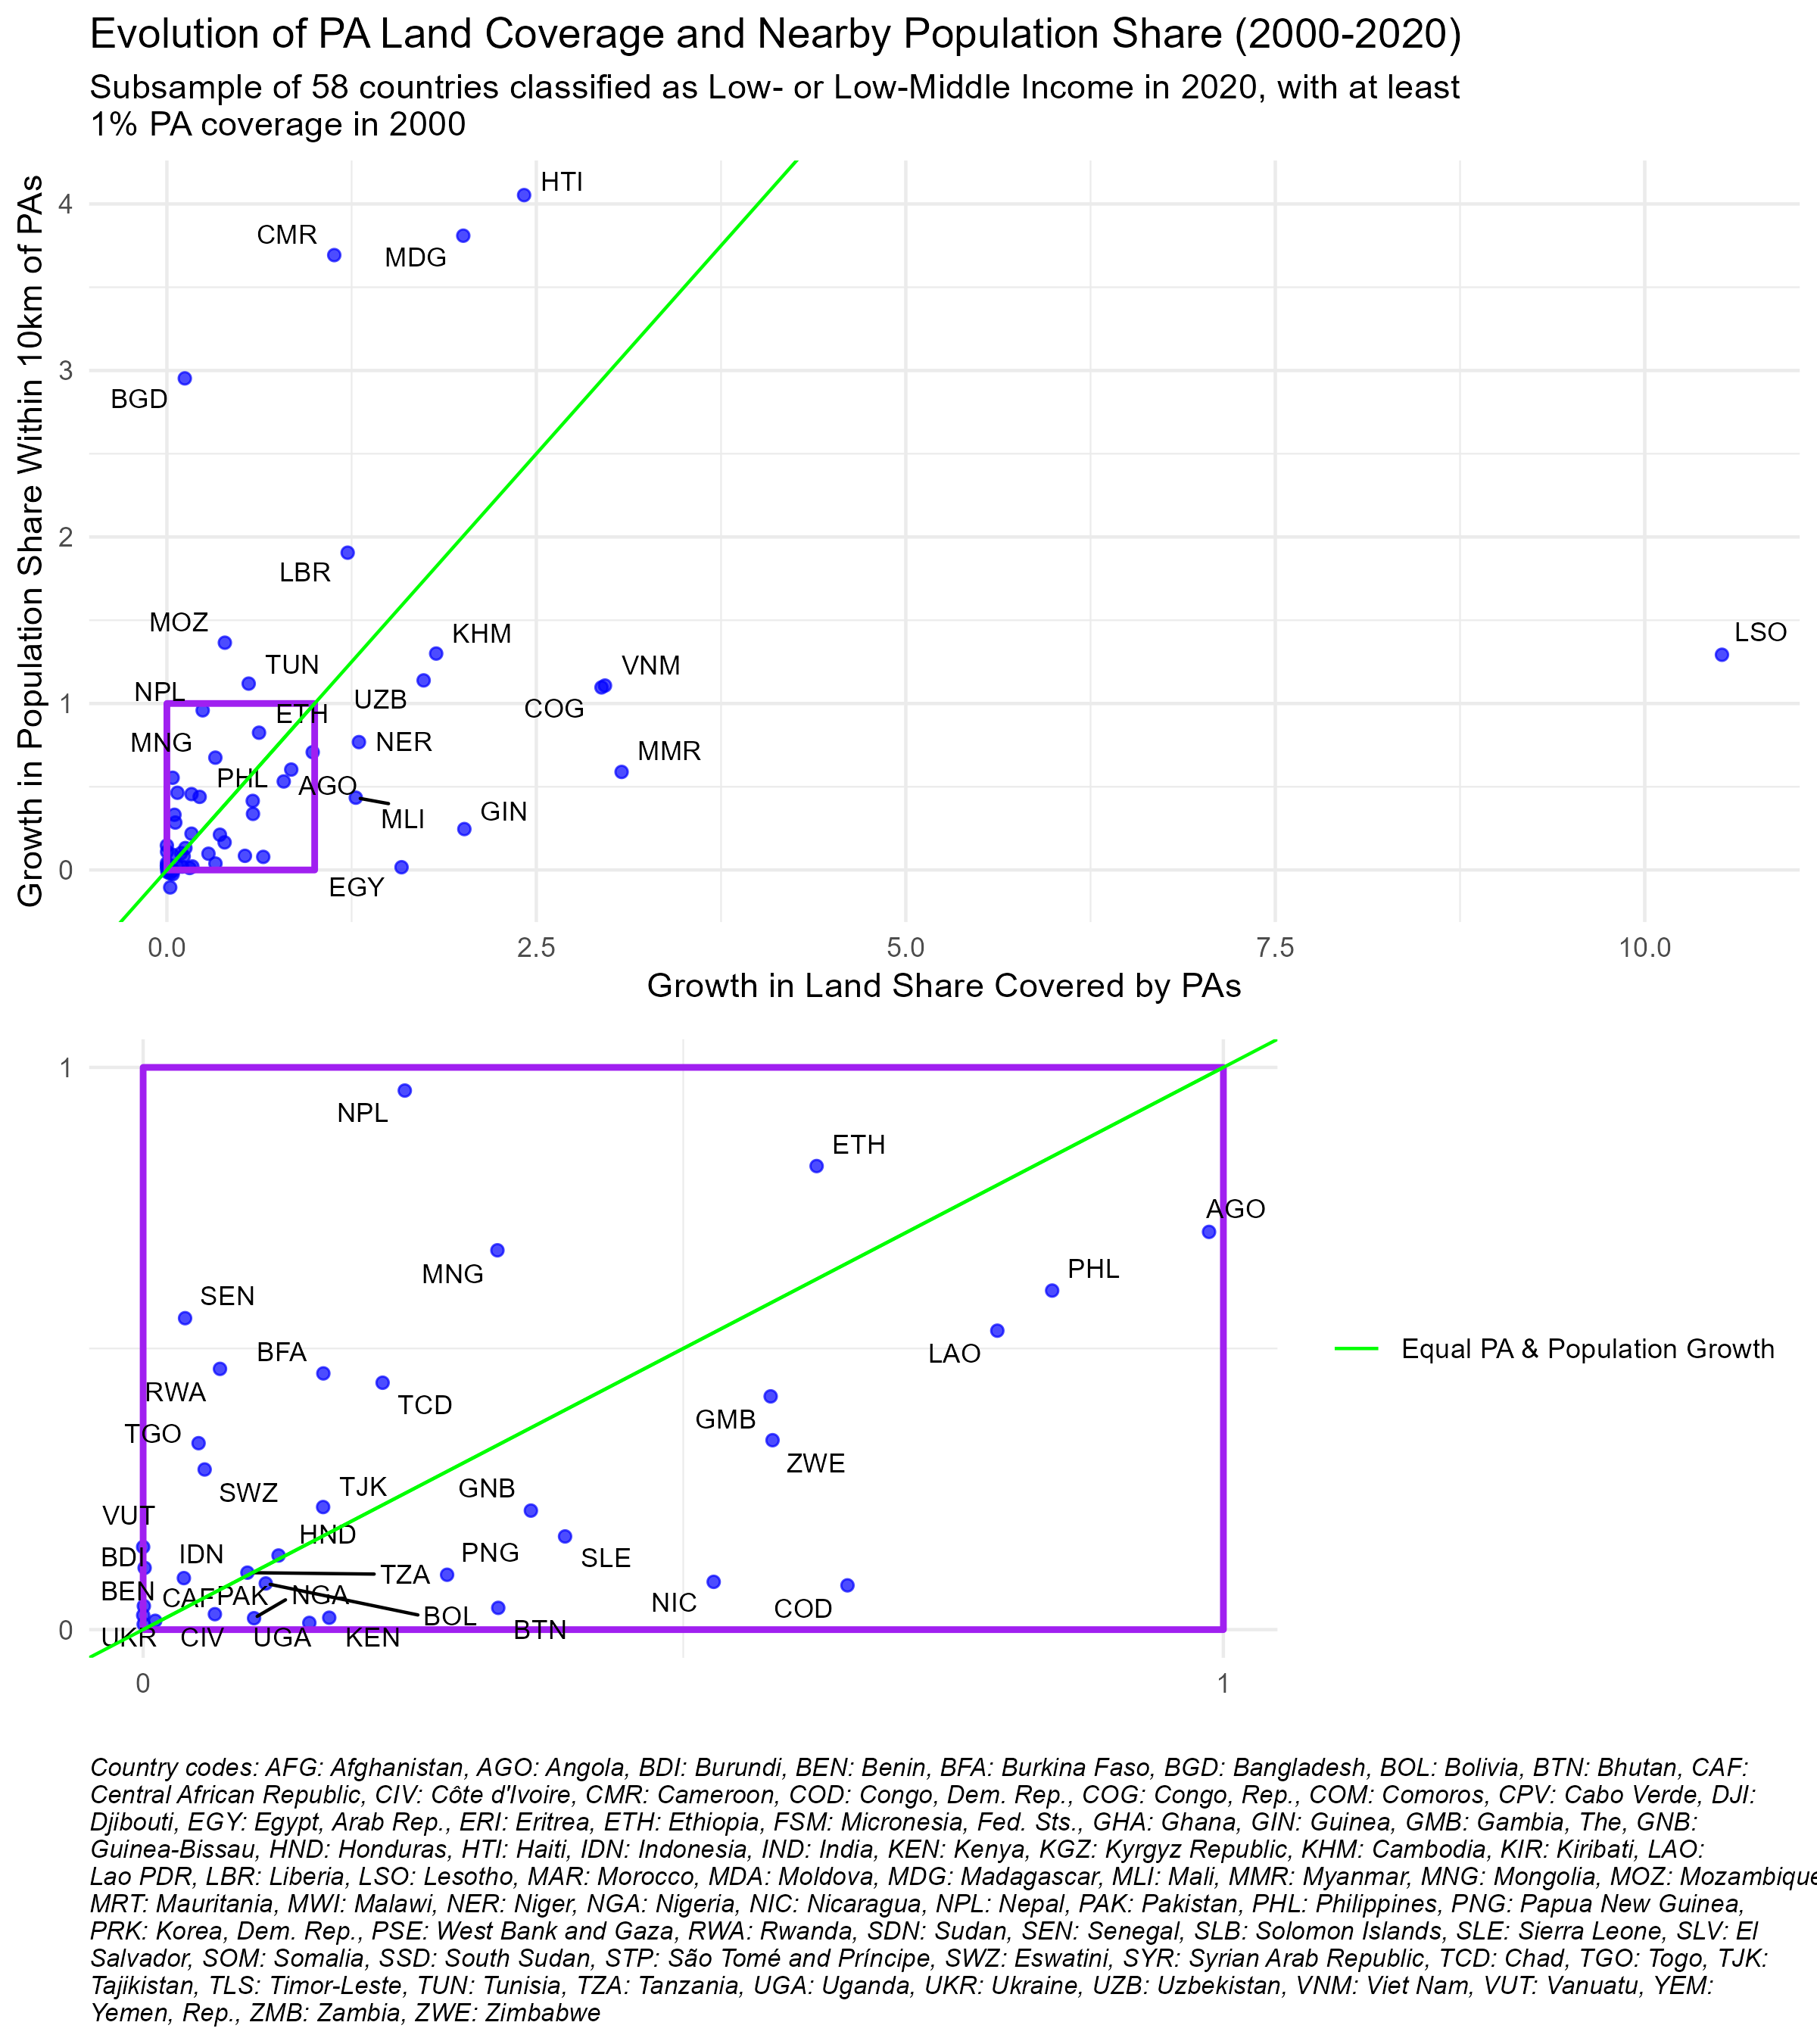 Evolution of PA Land Coverage and Nearby Population Share (2000-2020)
Subsample of 58 countries classified as Low- or Low-Middle Income in 2020, with at least
1% PA coverage in 2000
Growth in Population Share Within 10km of PAs
4
3
2
1
0
HTI
CMR
MDG
BGD
LBR
MOZ
KHM
LSO
TUN
VNM
NPL
UZB
COG
ETH
MNG
NER
MMR
PHL
AGO
MLI
GIN
EGY
0.0
2.5
5.0
7.5
10.0
Growth in Land Share Covered by PAs
1
0
NPL
ETH
AGO
MNG
PHL
SEN
BFA
LAO
RWA
TCD
GMB
TGO
ZWE
SWZ
TJK
GNB
VUT
HND
BDI
IDN
PNG
SLE
TZA
BEN
CAF
PAK
NGA
NIC
COD
BOL
BTN
UKR
CIV
UGA
KEN
0
1
Equal PA & Population Growth
Country codes: AFG: Afghanistan, AGO: Angola, BDI: Burundi, BEN: Benin, BFA: Burkina Faso, BGD: Bangladesh, BOL: Bolivia, BTN: Bhutan, CAF:
Central African Republic, CIV: Côte d'Ivoire, CMR: Cameroon, COD: Congo, Dem. Rep., COG: Congo, Rep., COM: Comoros, CPV: Cabo Verde, DJI:
Djibouti, EGY: Egypt, Arab Rep., ERI: Eritrea, ETH: Ethiopia, FSM: Micronesia, Fed. Sts., GHA: Ghana, GIN: Guinea, GMB: Gambia, The, GNB:
Guinea-Bissau, HND: Honduras, HTI: Haiti, IDN: Indonesia, IND: India, KEN: Kenya, KGZ: Kyrgyz Republic, KHM: Cambodia, KIR: Kiribati, LAO:
Lao PDR, LBR: Liberia, LSO: Lesotho, MAR: Morocco, MDA: Moldova, MDG: Madagascar, MLI: Mali, MMR: Myanmar, MNG: Mongolia, MOZ: Mozambique
MRT: Mauritania, MWI: Malawi, NER: Niger, NGA: Nigeria, NIC: Nicaragua, NPL: Nepal, PAK: Pakistan, PHL: Philippines, PNG: Papua New Guinea,
PRK: Korea, Dem. Rep., PSE: West Bank and Gaza, RWA: Rwanda, SDN: Sudan, SEN: Senegal, SLB: Solomon Islands, SLE: Sierra Leone, SLV: El
Salvador, SOM: Somalia, SSD: South Sudan, STP: São Tomé and Príncipe, SWZ: Eswatini, SYR: Syrian Arab Republic, TCD: Chad, TGO: Togo, TJK:
Tajikistan, TLS: Timor-Leste, TUN: Tunisia, TZA: Tanzania, UGA: Uganda, UKR: Ukraine, UZB: Uzbekistan, VNM: Viet Nam, VUT: Vanuatu, YEM:
Yemen, Rep., ZMB: Zambia, ZWE: Zimbabwe